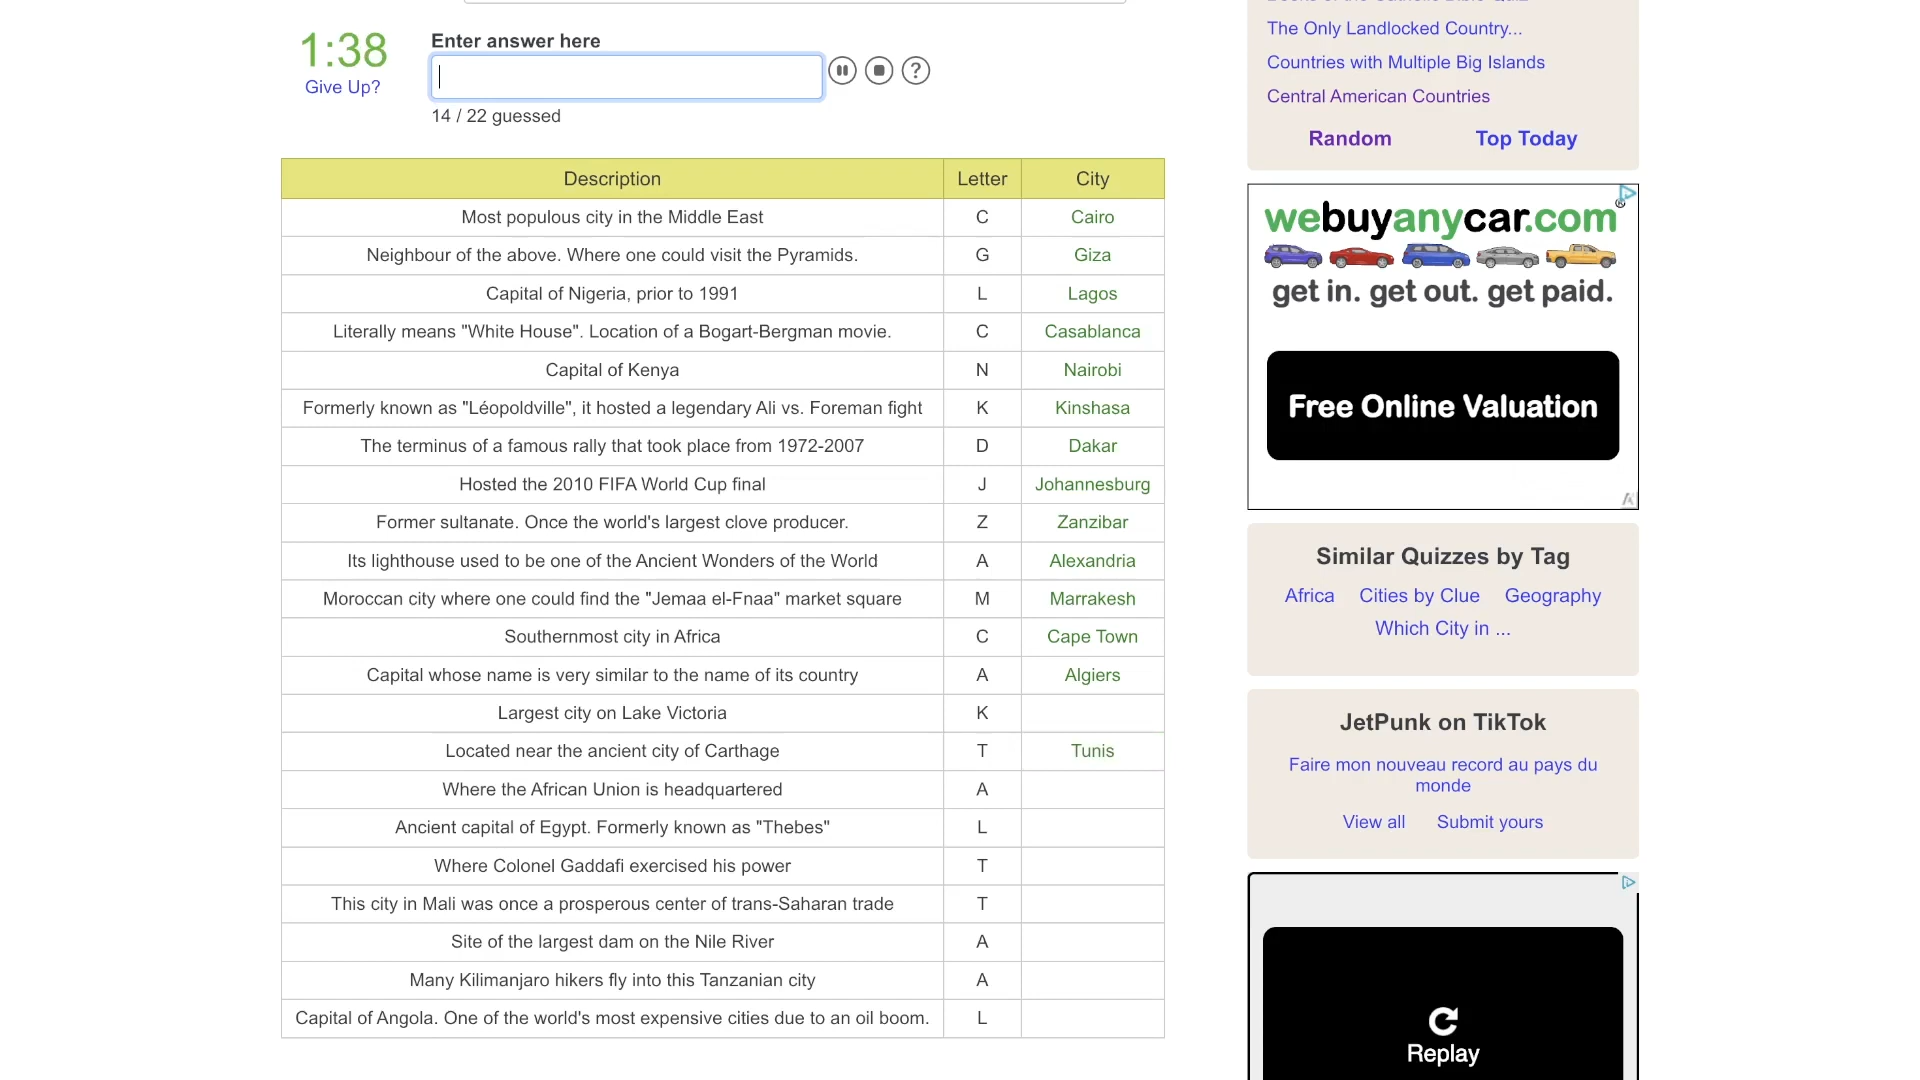 The Only Landlocked Country...
Countries with Multiple Big Islands
Central American Countries
Random Top Today
1:38
Give Up?
Enter answer here
14 / 22 guessed
Description Letter City
Most populous city in the Middle East C Cairo
Neighbour of the above. Where one could visit the Pyramids. G Giza
Capital of Nigeria, prior to 1991 L Lagos
Literally means "White House". Location of a Bogart-Bergman movie. C Casablanca
Capital of Kenya N Nairobi
Formerly known as "Léopoldville", it hosted a legendary Ali vs. Foreman fight K Kinshasa
The terminus of a famous rally that took place from 1972-2007 D Dakar
Hosted the 2010 FIFA World Cup final J Johannesburg
Former sultanate. Once the world's largest clove producer. Z Zanzibar
Its lighthouse used to be one of the Ancient Wonders of the World A Alexandria
Moroccan city where one could find the "Jemaa el-Fnaa" market square M Marrakesh
Southernmost city in Africa C Cape Town
Capital whose name is very similar to the name of its country A Algiers
Largest city on Lake Victoria K
Located near the ancient city of Carthage T Tunis
Where the African Union is headquartered A
Ancient capital of Egypt. Formerly known as "Thebes" L
Where Colonel Gaddafi exercised his power T
This city in Mali was once a prosperous center of trans-Saharan trade T
Site of the largest dam on the Nile River A
Many Kilimanjaro hikers fly into this Tanzanian city A
Capital of Angola. One of the world's most expensive cities due to an oil boom. L
webuyanycar.com®
get in. get out. get paid.
Free Online Valuation
Similar Quizzes by Tag
Africa Cities by Clue Geography
Which City in ...
JetPunk on TikTok
Faire mon nouveau record au pays du
monde
View all Submit yours
Replay